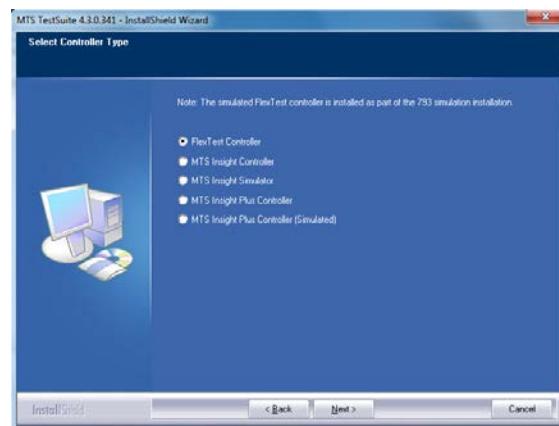 MTS TestSuite 4.3.0.341 - InstallShield Wizard
Select Controller Type
Note: The simulated FlexTest controller is installed as part of the 793 simulation installation.
FlexTest Controller
MTS Insight Controller
MTS Insight Simulator
MTS Insight Plus Controller
MTS Insight Plus Controller (Simulated)
InstallShield
< Back Next > Cancel